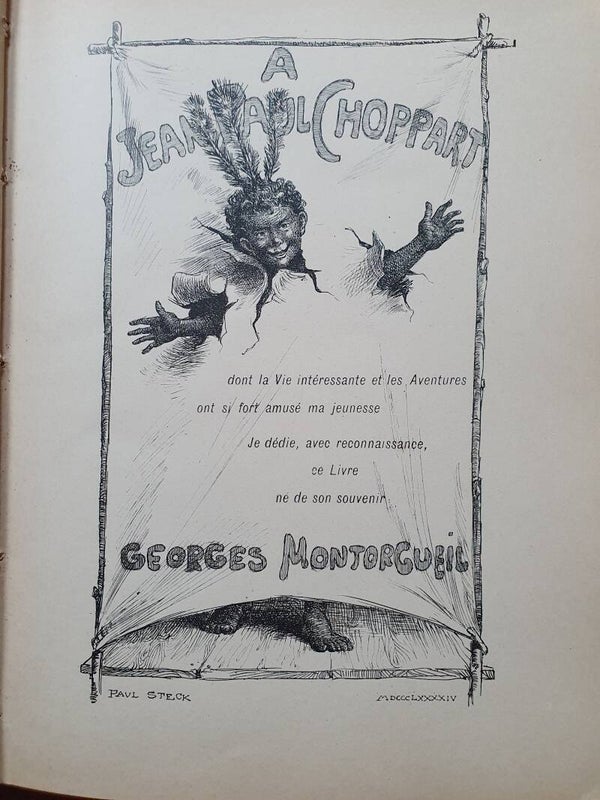 A
JEAN PAUL CHOPPART
dont la Vie intéressante et les Aventures
ont si fort amusé ma jeunesse
Je dédie, avec reconnaissance,
ce Livre
né de son souvenir
GEORGES MONTORGUEIL
PAUL STECK
MDCCCLXXXXIV